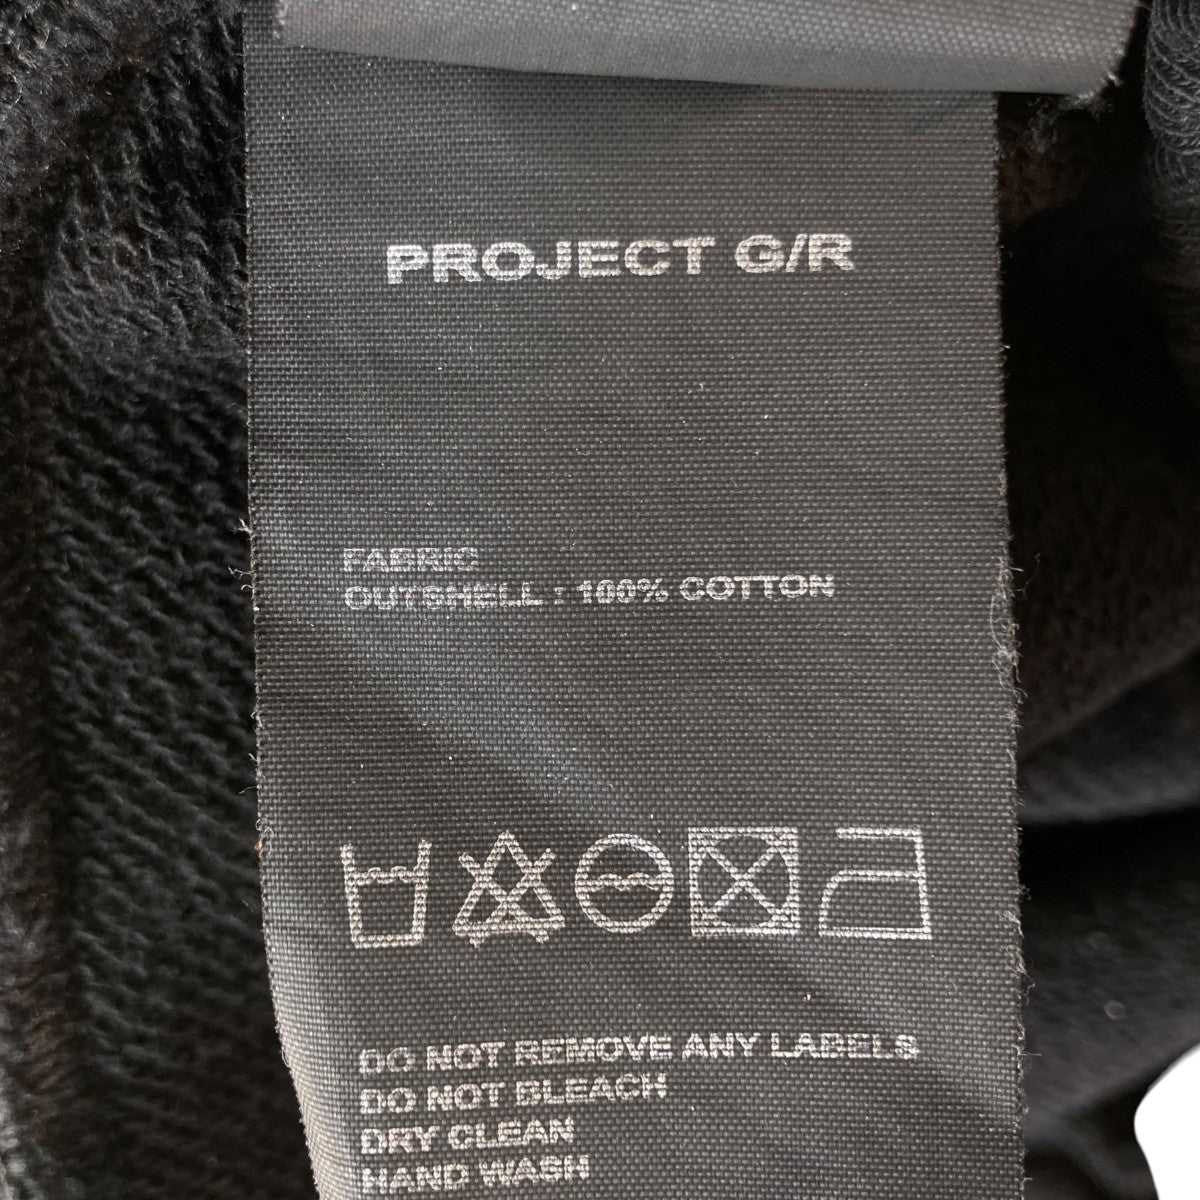 PROJECT G/R
FABRIC
OUTSHELL : 100% COTTON
DO NOT REMOVE ANY LABELS
DO NOT BLEACH
DRY CLEAN
HAND WASH